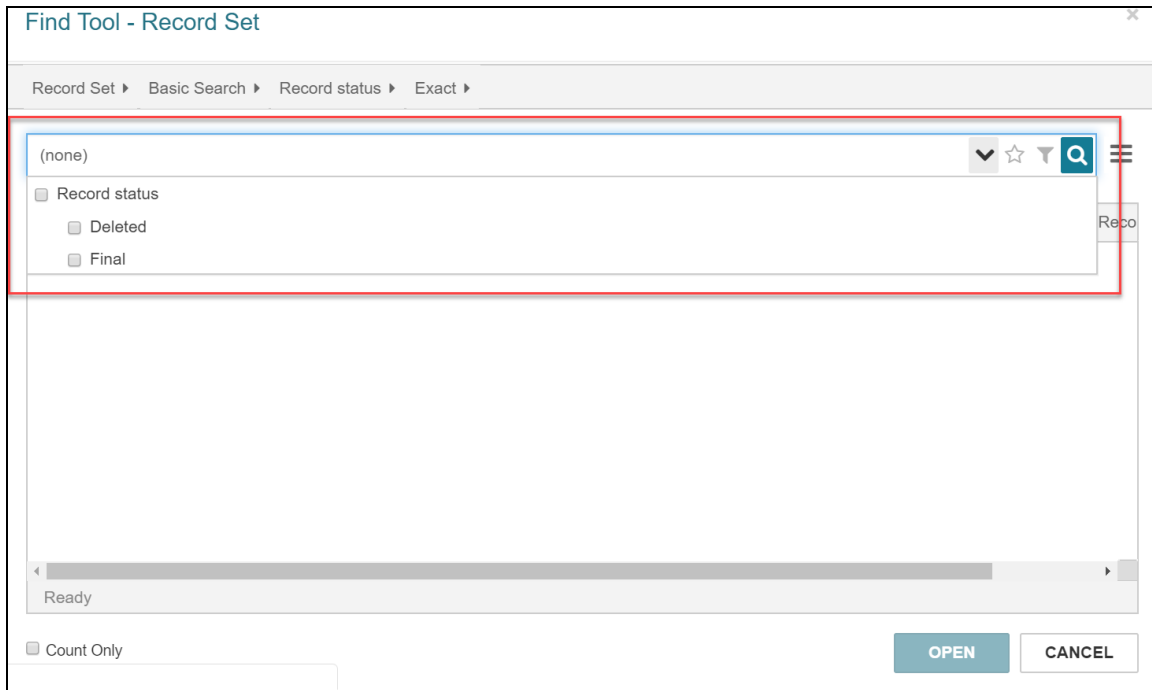 Find Tool - Record Set
Record Set Basic Search Record status Exact
(none)
Record status
Deleted
Final
Reco
Ready
Count Only
OPEN CANCEL